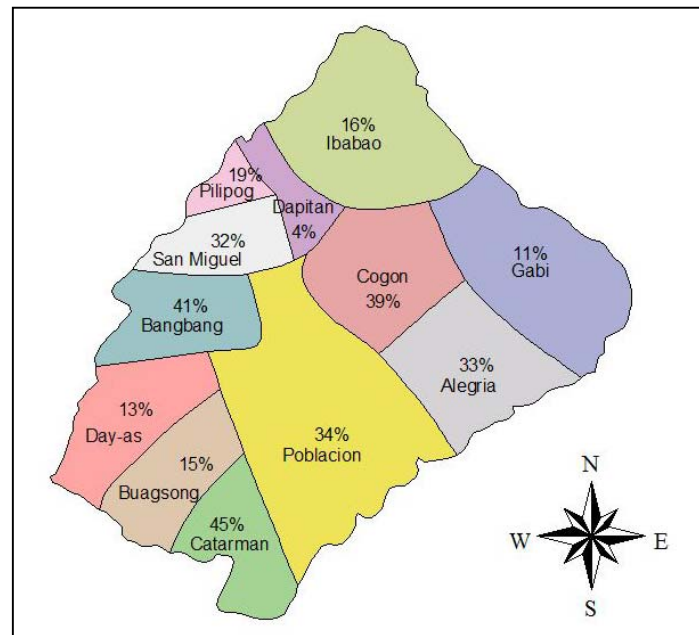 16%
Ibabao
19%
Pilipog
Dapitan
4%
32%
San Miguel
11%
Gabi
Cogon
39%
41%
Bangbang
33%
Alegria
13%
Day-as
34%
Poblacion
15%
Buagsong
45%
Catarman
N
W E
S